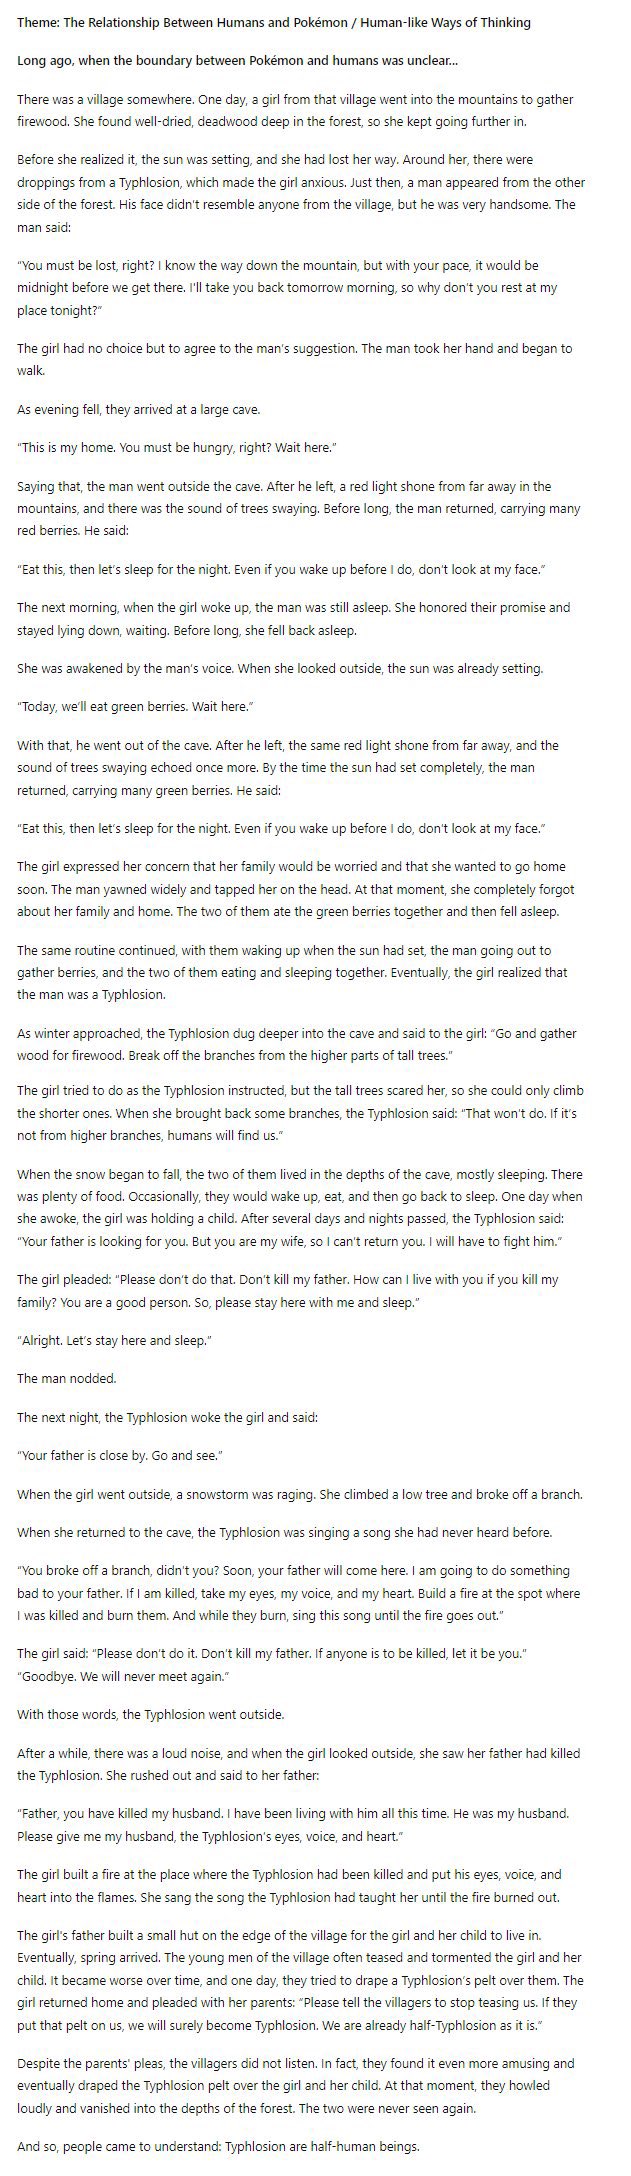 Theme: The Relationship Between Humans and Pokémon / Human-like Ways of Thinking
Long ago, when the boundary between Pokémon and humans was unclear...
There was a village somewhere. One day, a girl from that village went into the mountains to gather
firewood. She found well-dried, deadwood deep in the forest, so she kept going further in.
Before she realized it, the sun was setting, and she had lost her way. Around her, there were
droppings from a Typhlosion, which made the girl anxious. Just then, a man appeared from the other
side of the forest. His face didn't resemble anyone from the village, but he was very handsome. The
man said:
"You must be lost, right? I know the way down the mountain, but with your pace, it would be
midnight before we get there. I'll take you back tomorrow morning, so why don't you rest at my
place tonight?"
The girl had no choice but to agree to the man's suggestion. The man took her hand and began to
walk.
As evening fell, they arrived at a large cave.
"This is my home. You must be hungry, right? Wait here."
Saying that, the man went outside the cave. After he left, a red light shone from far away in the
mountains, and there was the sound of trees swaying. Before long, the man returned, carrying many
red berries. He said:
"Eat this, then let's sleep for the night. Even if you wake up before I do, don't look at my face."
The next morning, when the girl woke up, the man was still asleep. She honored their promise and
stayed lying down, waiting. Before long, she fell back asleep.
She was awakened by the man's voice. When she looked outside, the sun was already setting.
"Today, we'll eat green berries. Wait here."
With that, he went out of the cave. After he left, the same red light shone from far away, and the
sound of trees swaying echoed once more. By the time the sun had set completely, the man
returned, carrying many green berries. He said:
"Eat this, then let's sleep for the night. Even if you wake up before I do, don't look at my face."
The girl expressed her concern that her family would be worried and that she wanted to go home
soon. The man yawned widely and tapped her on the head. At that moment, she completely forgot
about her family and home. The two of them ate the green berries together and then fell asleep.
The same routine continued, with them waking up when the sun had set, the man going out to
gather berries, and the two of them eating and sleeping together. Eventually, the girl realized that
the man was a Typhlosion.
As winter approached, the Typhlosion dug deeper into the cave and said to the girl: "Go and gather
wood for firewood. Break off the branches from the higher parts of tall trees."
The girl tried to do as the Typhlosion instructed, but the tall trees scared her, so she could only climb
the shorter ones. When she brought back some branches, the Typhlosion said: "That won't do. If it's
not from higher branches, humans will find us."
When the snow began to fall, the two of them lived in the depths of the cave, mostly sleeping. There
was plenty of food. Occasionally, they would wake up, eat, and then go back to sleep. One day when
she awoke, the girl was holding a child. After several days and nights passed, the Typhlosion said:
"Your father is looking for you. But you are my wife, so I can't return you. I will have to fight him."
The girl pleaded: "Please don't do that. Don't kill my father. How can I live with you if you kill my
family? You are a good person. So, please stay here with me and sleep."
"Alright. Let's stay here and sleep."
The man nodded.
The next night, the Typhlosion woke the girl and said:
"Your father is close by. Go and see."
When the girl went outside, a snowstorm was raging. She climbed a low tree and broke off a branch.
When she returned to the cave, the Typhlosion was singing a song she had never heard before.
"You broke off a branch, didn't you? Soon, your father will come here. I am going to do something
bad to your father. If I am killed, take my eyes, my voice, and my heart. Build a fire at the spot where
I was killed and burn them. And while they burn, sing this song until the fire goes out."
The girl said: "Please don't do it. Don't kill my father. If anyone is to be killed, let it be you."
"Goodbye. We will never meet again."
With those words, the Typhlosion went outside.
After a while, there was a loud noise, and when the girl looked outside, she saw her father had killed
the Typhlosion. She rushed out and said to her father:
"Father, you have killed my husband. I have been living with him all this time. He was my husband.
Please give me my husband, the Typhlosion's eyes, voice, and heart."
The girl built a fire at the place where the Typhlosion had been killed and put his eyes, voice, and
heart into the flames. She sang the song the Typhlosion had taught her until the fire burned out.
The girl's father built a small hut on the edge of the village for the girl and her child to live in.
Eventually, spring arrived. The young men of the village often teased and tormented the girl and her
child. It became worse over time, and one day, they tried to drape a Typhlosion's pelt over them. The
girl returned home and pleaded with her parents: "Please tell the villagers to stop teasing us. If they
put that pelt on us, we will surely become Typhlosion. We are already half-Typhlosion as it is."
Despite the parents' pleas, the villagers did not listen. In fact, they found it even more amusing and
eventually draped the Typhlosion pelt over the girl and her child. At that moment, they howled
loudly and vanished into the depths of the forest. The two were never seen again.
And so, people came to understand: Typhlosion are half-human beings.